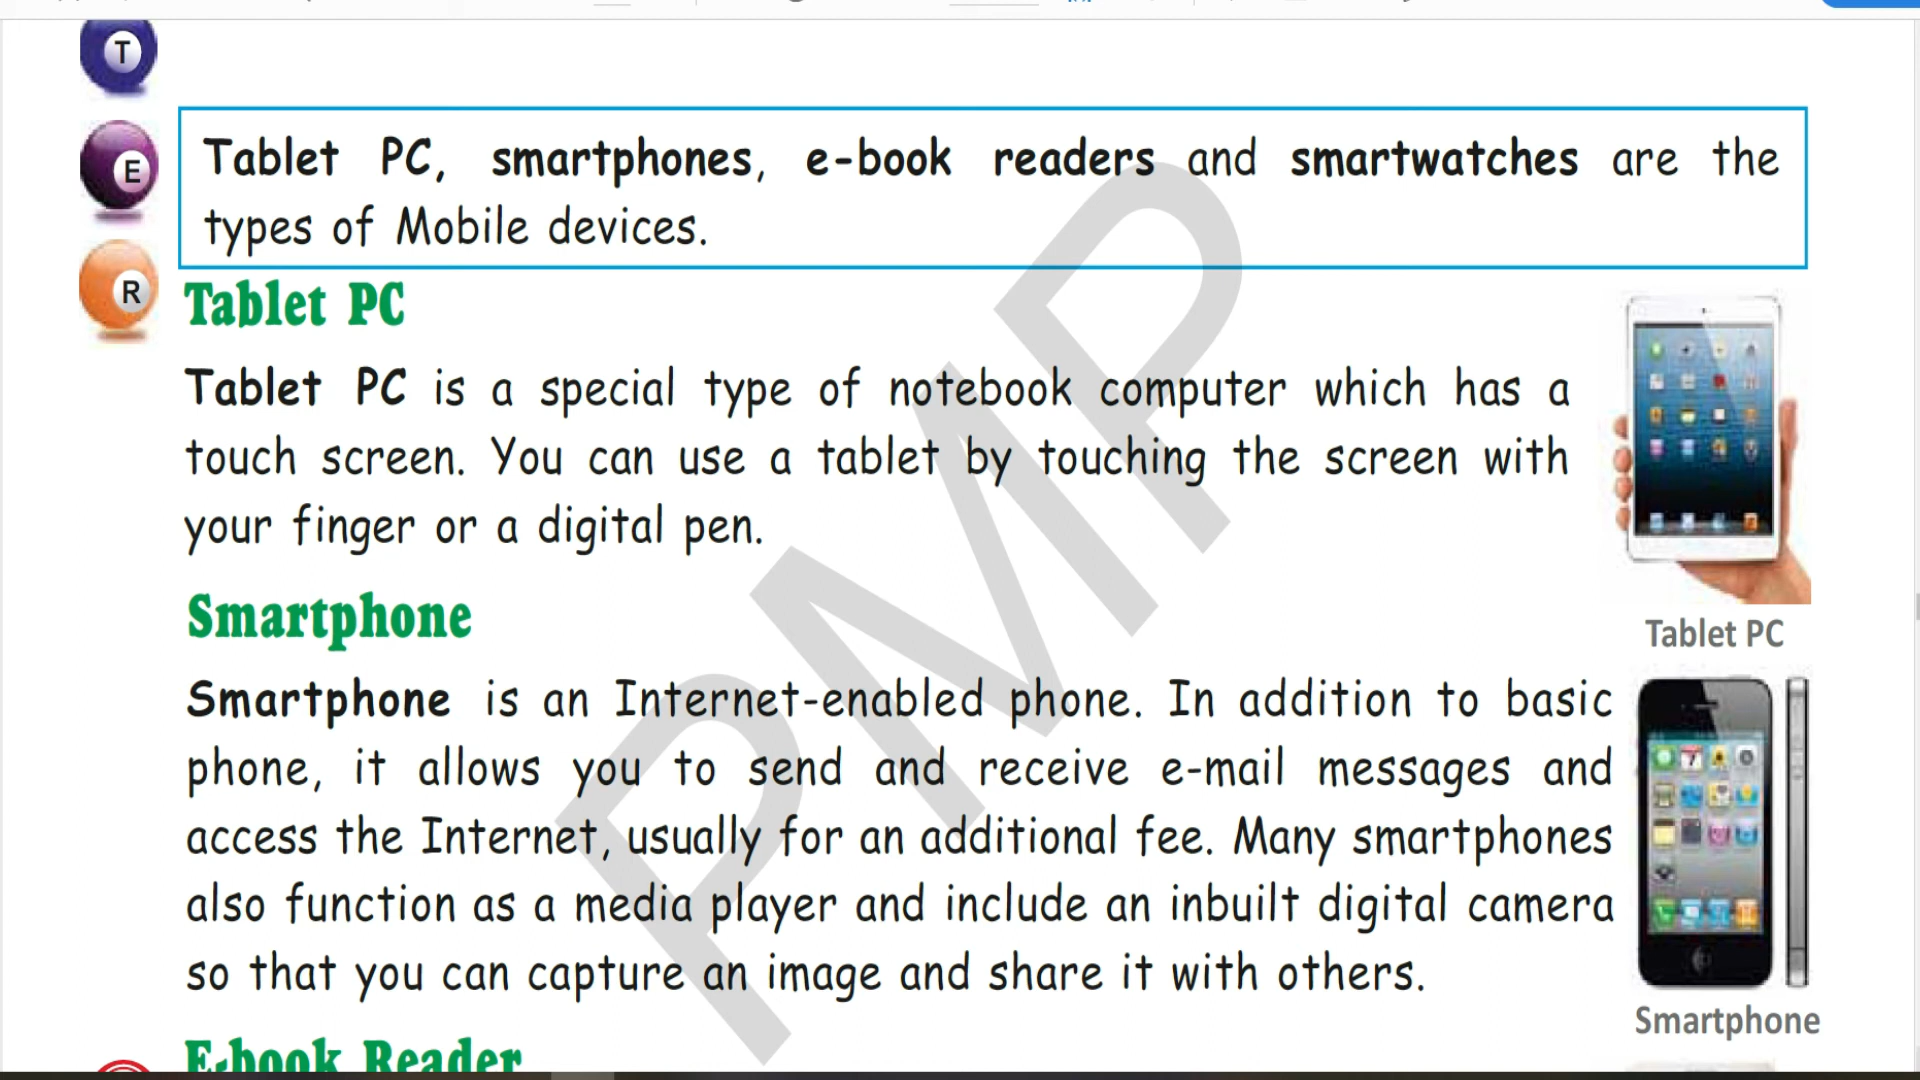 T
E
R
Tablet PC, smartphones, e-book readers and smartwatches are the
types of Mobile devices.
Tablet PC
Tablet PC is a special type of notebook computer which has a
touch screen. You can use a tablet by touching the screen with
your finger or a digital pen.
Tablet PC
Smartphone
Smartphone is an Internet-enabled phone. In addition to basic
phone, it allows you to send and receive e-mail messages and
access the Internet, usually for an additional fee. Many smartphones
also function as a media player and include an inbuilt digital camera
so that you can capture an image and share it with others.
Smartphone
E-book Reader
PMP